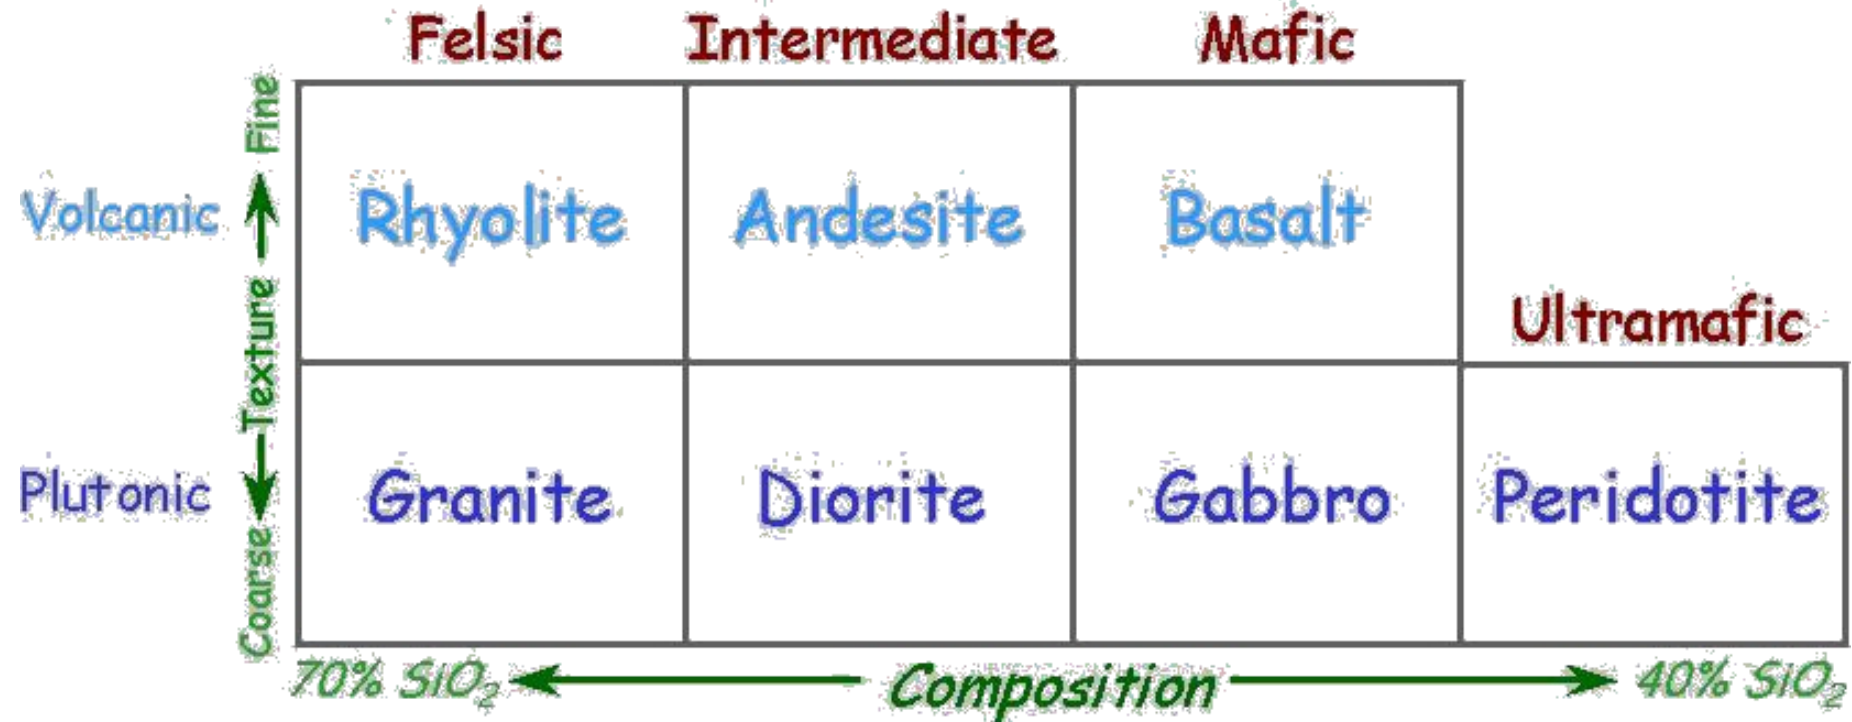 Felsic Intermediate Mafic
Fine
Volcanic Rhyolite Andesite Basalt
Texture
Ultramafic
Plutonic Granite Diorite Gabbro Peridotite
Coarse
70% SiO₂ Composition 40% SiO₂